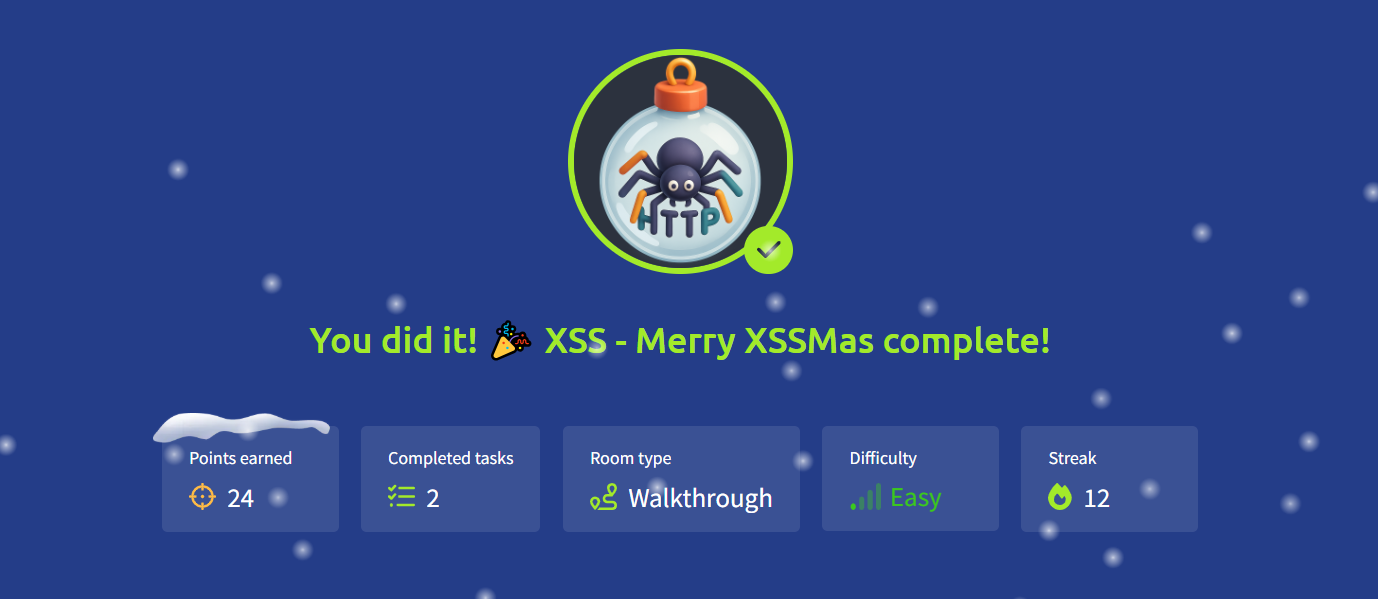 HTTP
You did it! 🎉 XSS - Merry XSSMas complete!
Points earned
24
Completed tasks
2
Room type
Walkthrough
Difficulty
Easy
Streak
12